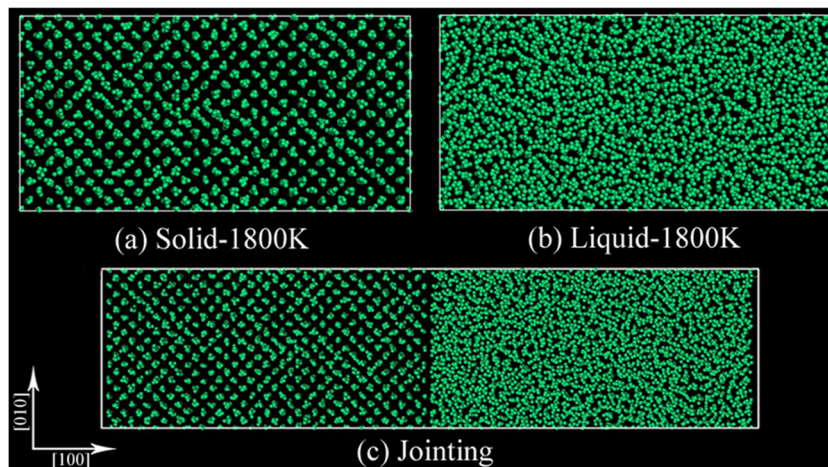 (a) Solid-1800K
(b) Liquid-1800K
[010]
[100]
(c) Jointing